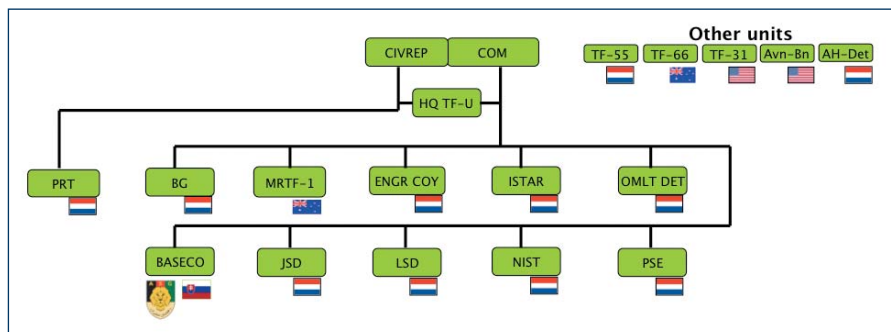 Other units
CIVREP COM TF-55 TF-66 TF-31 Avn-Bn AH-Det
HQ TF-U
PRT BG MRTF-1 ENGR COY ISTAR OMLT DET
BASECO JSD LSD NIST PSE